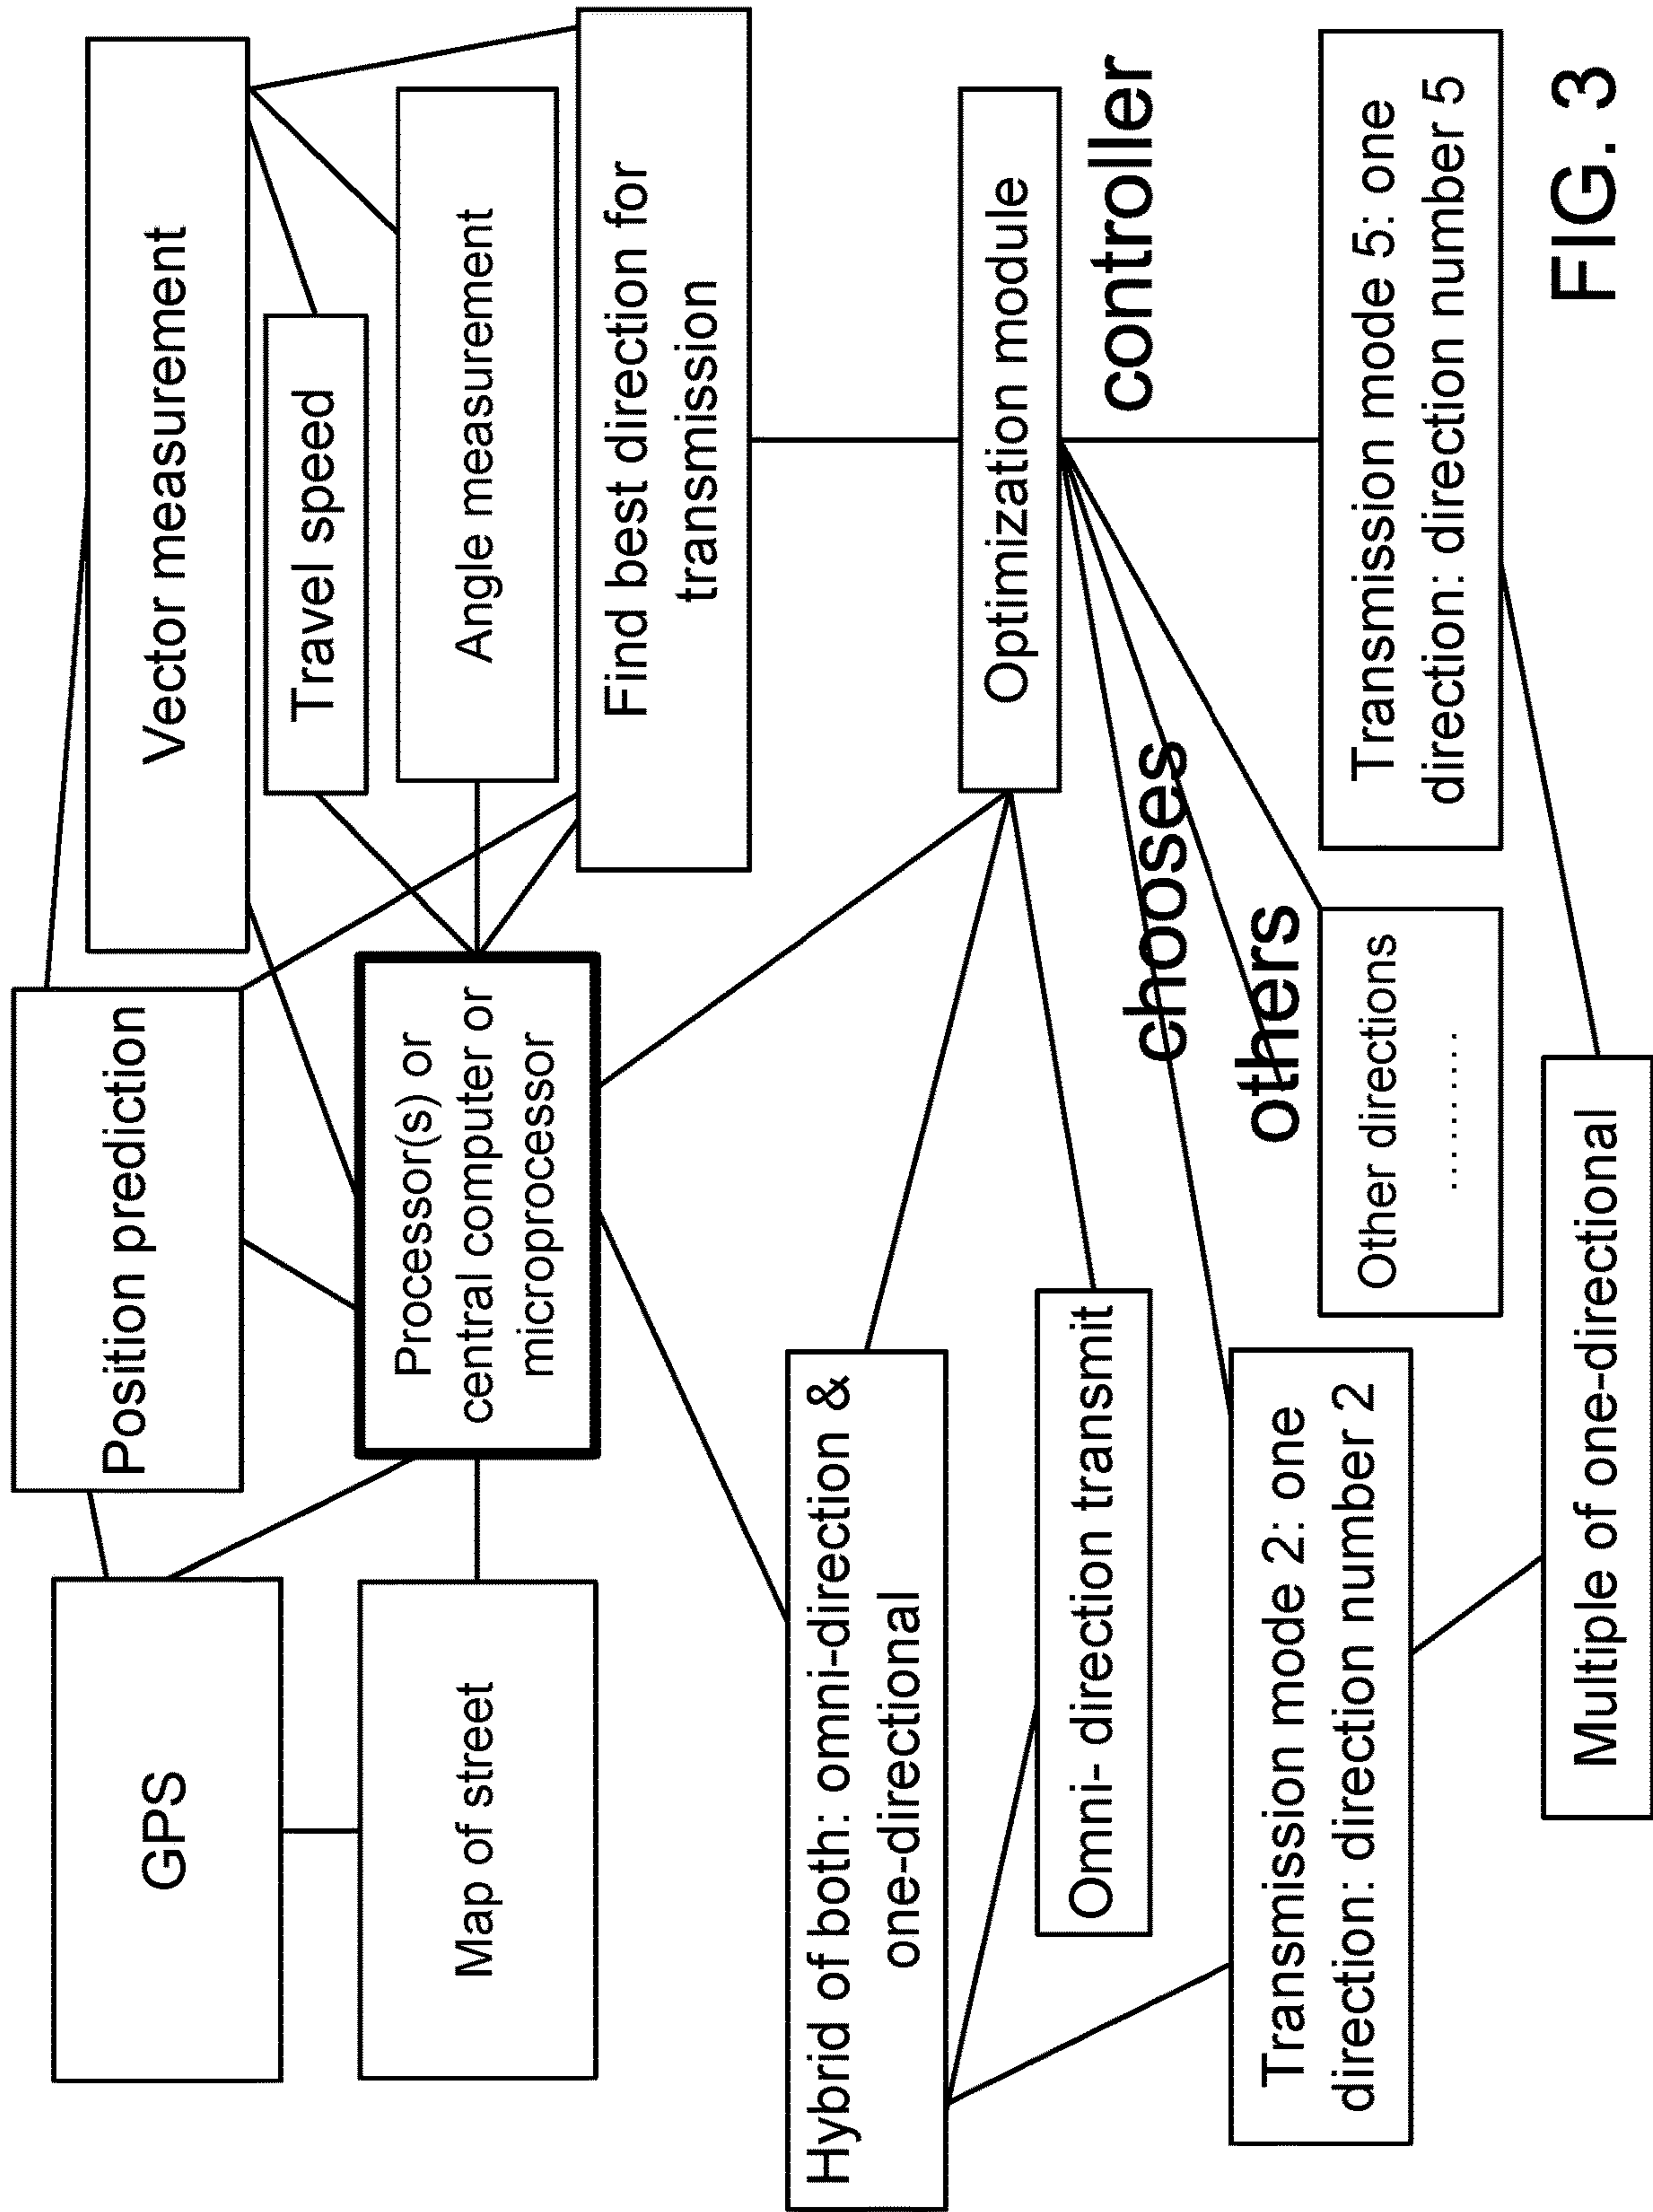 GPS
Map of street
Position prediction
Processor(s) or
central computer or
microprocessor
Vector measurement
Travel speed
Angle measurement
Find best direction for
transmission
Hybrid of both: omni-direction &
one-directional
Omni- direction transmit
Optimization module
controller
chooses
others
Transmission mode 2: one
direction: direction number 2
Other directions
..........
Transmission mode 5: one
direction: direction number 5
Multiple of one-directional
FIG. 3